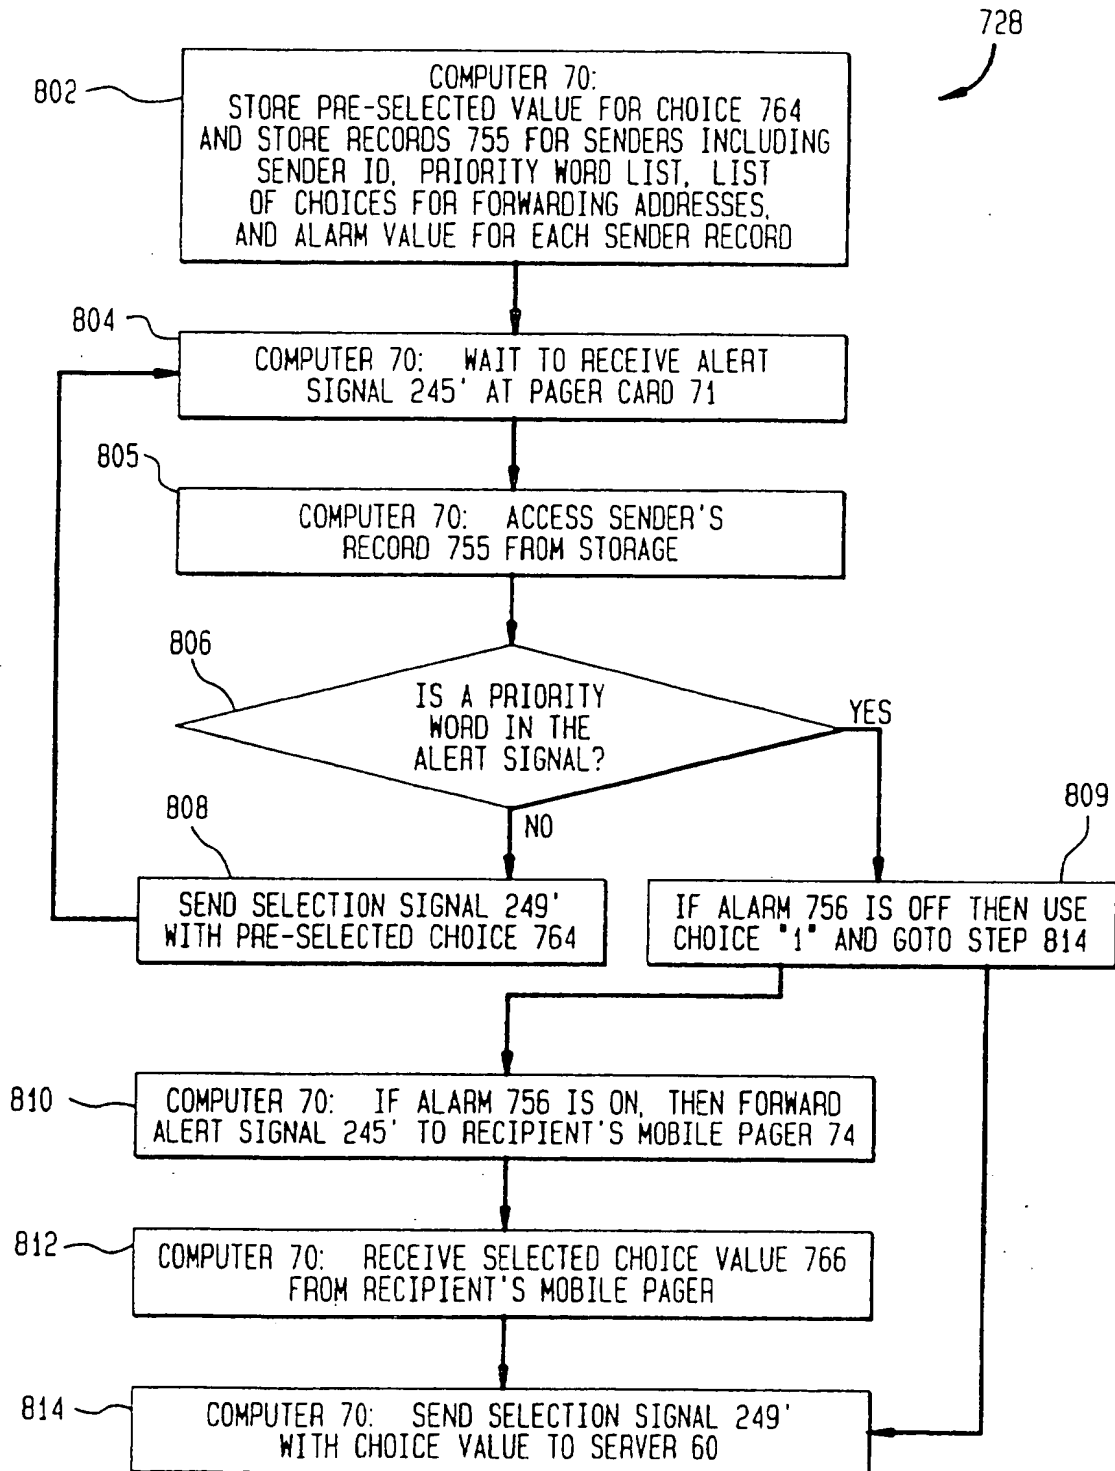 728
802
COMPUTER 70:
STORE PRE-SELECTED VALUE FOR CHOICE 764
AND STORE RECORDS 755 FOR SENDERS INCLUDING
SENDER ID, PRIORITY WORD LIST, LIST
OF CHOICES FOR FORWARDING ADDRESSES,
AND ALARM VALUE FOR EACH SENDER RECORD
804
COMPUTER 70: WAIT TO RECEIVE ALERT
SIGNAL 245' AT PAGER CARD 71
805
COMPUTER 70: ACCESS SENDER'S
RECORD 755 FROM STORAGE
806
IS A PRIORITY
WORD IN THE
ALERT SIGNAL?
YES
NO
808
SEND SELECTION SIGNAL 249'
WITH PRE-SELECTED CHOICE 764
809
IF ALARM 756 IS OFF THEN USE
CHOICE "1" AND GOTO STEP 814
810
COMPUTER 70: IF ALARM 756 IS ON, THEN FORWARD
ALERT SIGNAL 245' TO RECIPIENT'S MOBILE PAGER 74
812
COMPUTER 70: RECEIVE SELECTED CHOICE VALUE 766
FROM RECIPIENT'S MOBILE PAGER
814
COMPUTER 70: SEND SELECTION SIGNAL 249'
WITH CHOICE VALUE TO SERVER 60